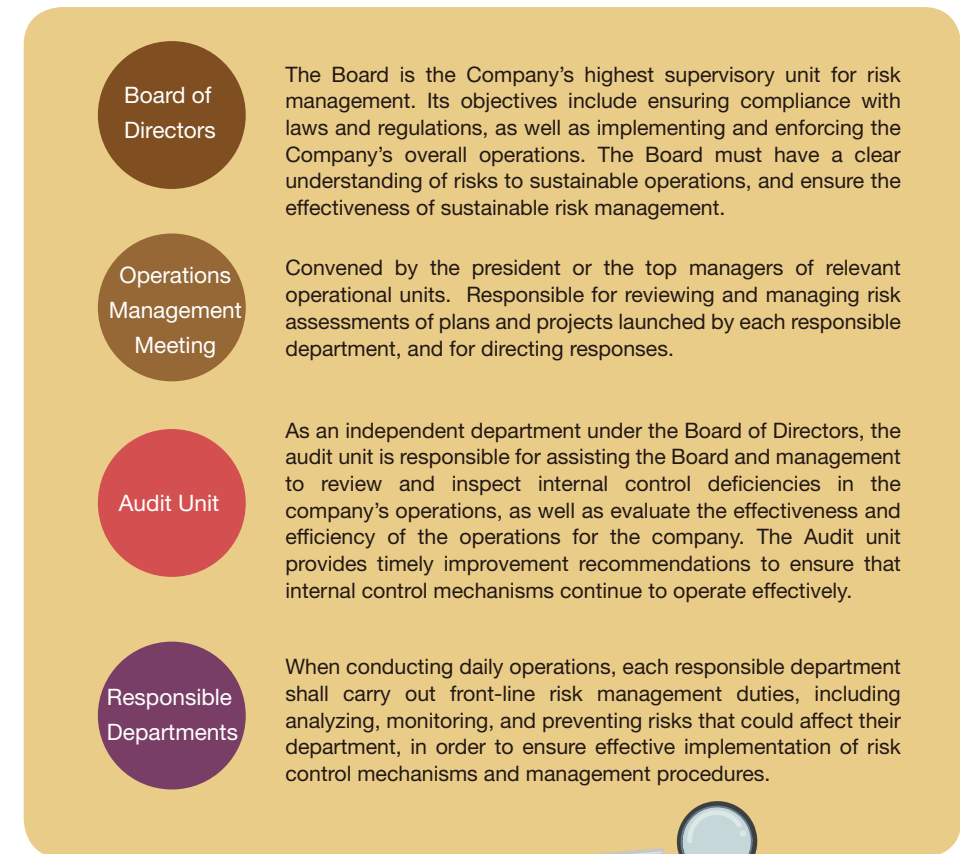 Board of
Directors
The Board is the Company's highest supervisory unit for risk
management. Its objectives include ensuring compliance with
laws and regulations, as well as implementing and enforcing the
Company's overall operations. The Board must have a clear
understanding of risks to sustainable operations, and ensure the
effectiveness of sustainable risk management.
Operations
Management
Meeting
Convened by the president or the top managers of relevant
operational units.  Responsible for reviewing and managing risk
assessments of plans and projects launched by each responsible
department, and for directing responses.
Audit Unit
As an independent department under the Board of Directors, the
audit unit is responsible for assisting the Board and management
to review and inspect internal control deficiencies in the
company's operations, as well as evaluate the effectiveness and
efficiency of the operations for the company. The Audit unit
provides timely improvement recommendations to ensure that
internal control mechanisms continue to operate effectively.
Responsible
Departments
When conducting daily operations, each responsible department
shall carry out front-line risk management duties, including
analyzing, monitoring, and preventing risks that could affect their
department, in order to ensure effective implementation of risk
control mechanisms and management procedures.